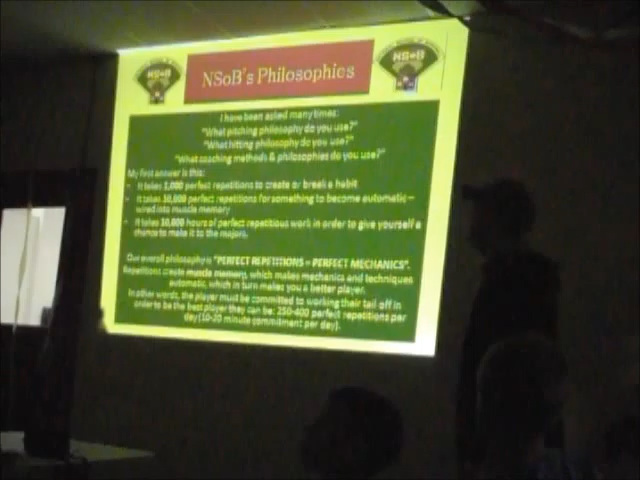 NSoB's Philosophies
NSoB
NSoB
I have been asked many times:
"What pitching philosophy do you use?"
"What hitting philosophy do you use?"
"What coaching methods & philosophies do you use?"
My first answer is this:
- It takes 1,000 perfect repetitions to create or break a habit
- It takes 10,000 perfect repetitions for something to become automatic –
wired into muscle memory
- It takes 10,000 hours of perfect repetitious work in order to give yourself a
chance to make it to the majors.
Our overall philosophy is "PERFECT REPETITIONS = PERFECT MECHANICS".
Repetitions create muscle memory, which makes mechanics and techniques
automatic, which in turn makes you a better player.
In other words, the player must be committed to working their tail off in
order to be the best player they can be: 250-400 perfect repetitions per
day (10-20 minute commitment per day).